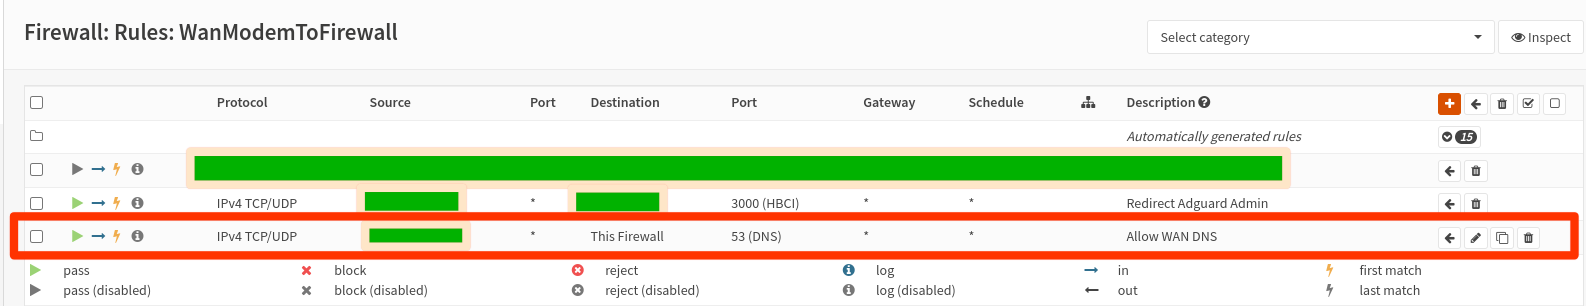 Firewall: Rules: WanModemToFirewall
Select category
Inspect
Protocol Source Port Destination Port Gateway Schedule Description
Automatically generated rules 15
IPv4 TCP/UDP * 3000 (HBCI) * * Redirect Adguard Admin
IPv4 TCP/UDP * This Firewall 53 (DNS) * * Allow WAN DNS
pass block reject log in first match
pass (disabled) block (disabled) reject (disabled) log (disabled) out last match